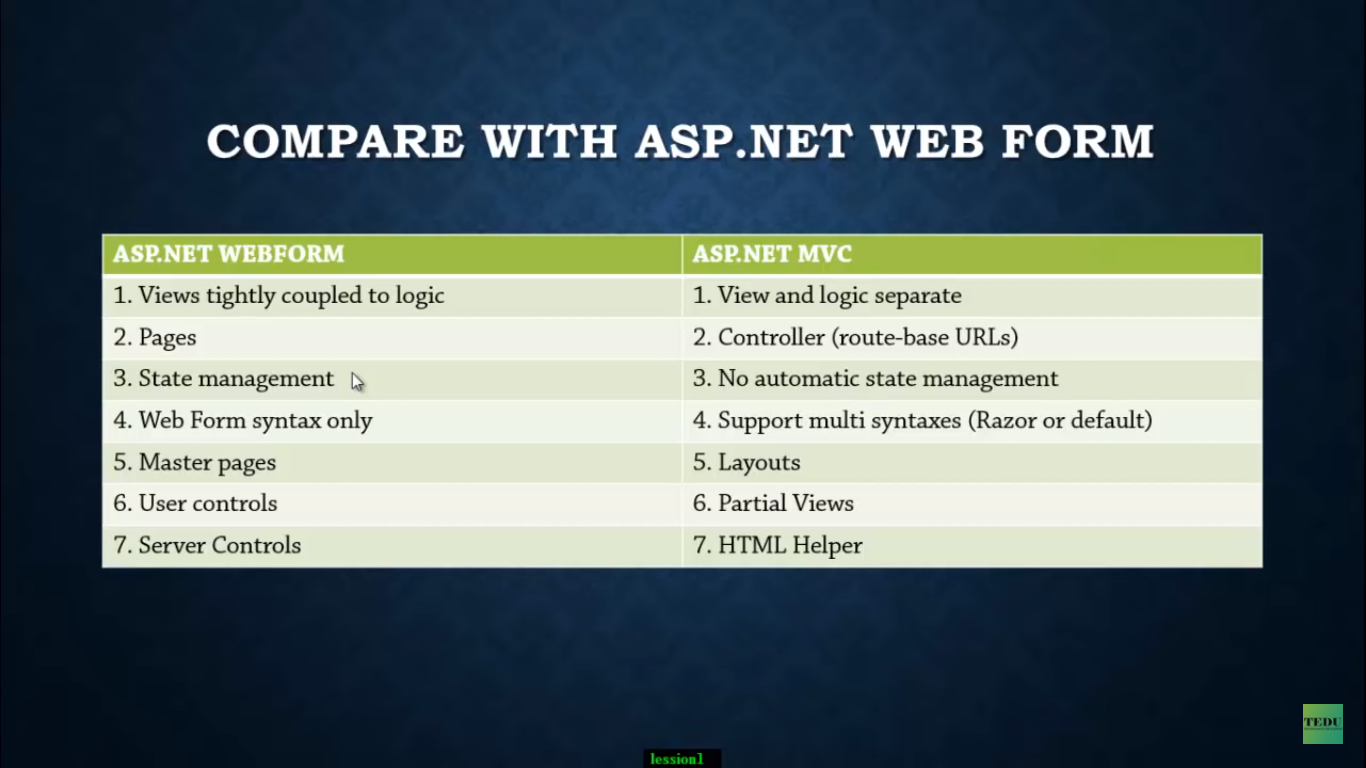 COMPARE WITH ASP.NET WEB FORM
ASP.NET WEBFORM
ASP.NET MVC
1. Views tightly coupled to logic
1. View and logic separate
2. Pages
2. Controller (route-base URLs)
3. State management
3. No automatic state management
4. Web Form syntax only
4. Support multi syntaxes (Razor or default)
5. Master pages
5. Layouts
6. User controls
6. Partial Views
7. Server Controls
7. HTML Helper
TEDU
lession1